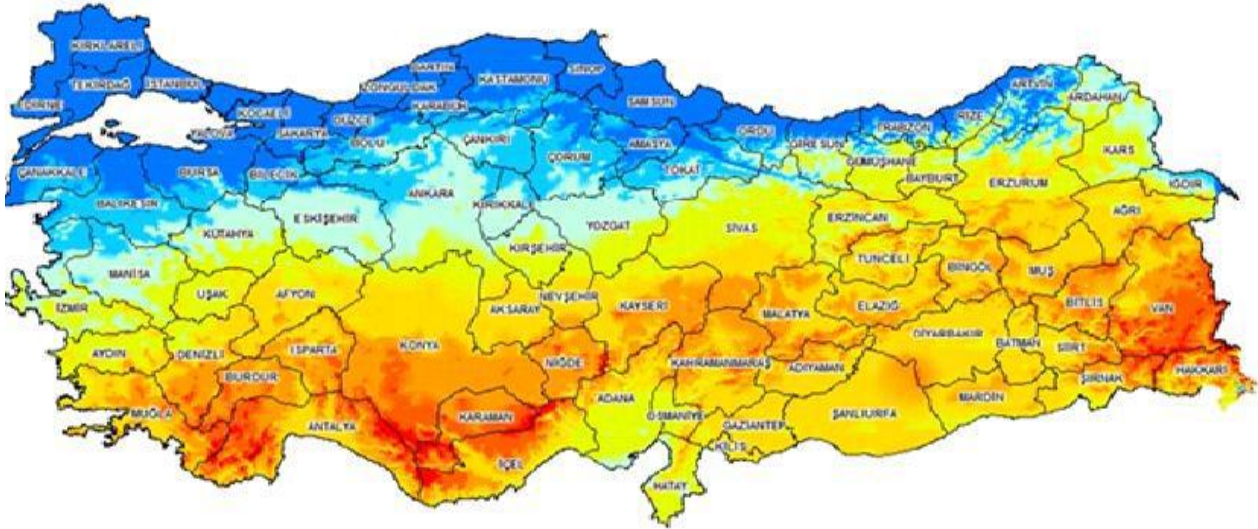 KIRKLARELİ
TEKİRDAĞ
İSTANBUL
EDİRNE
KOCAELİ
YALOVA
SAKARYA
DÜZCE
ZONGULDAK
BARTIN
KARABÜK
KASTAMONU
SİNOP
SAMSUN
BOLU
ÇANKIRI
ÇORUM
AMASYA
TOKAT
ORDU
GİRESUN
TRABZON
RİZE
ARTVİN
ARDAHAN
GÜMÜŞHANE
BAYBURT
ERZURUM
KARS
IĞDIR
ÇANAKKALE
BURSA
BİLECİK
BALIKESİR
KÜTAHYA
ESKİŞEHİR
ANKARA
KIRIKKALE
YOZGAT
KIRŞEHİR
SİVAS
ERZİNCAN
AĞRI
MANİSA
İZMİR
UŞAK
AFYON
AKSARAY
NEVŞEHİR
KAYSERİ
MALATYA
TUNCELİ
ELAZIĞ
BİNGÖL
MUŞ
BİTLİS
VAN
AYDIN
DENİZLİ
ISPARTA
BURDUR
KONYA
NİĞDE
KAHRAMANMARAŞ
ADIYAMAN
DİYARBAKIR
BATMAN
SİİRT
ŞIRNAK
HAKKARİ
MUĞLA
ANTALYA
KARAMAN
İÇEL
ADANA
OSMANİYE
GAZİANTEP
KİLİS
ŞANLIURFA
MARDİN
HATAY